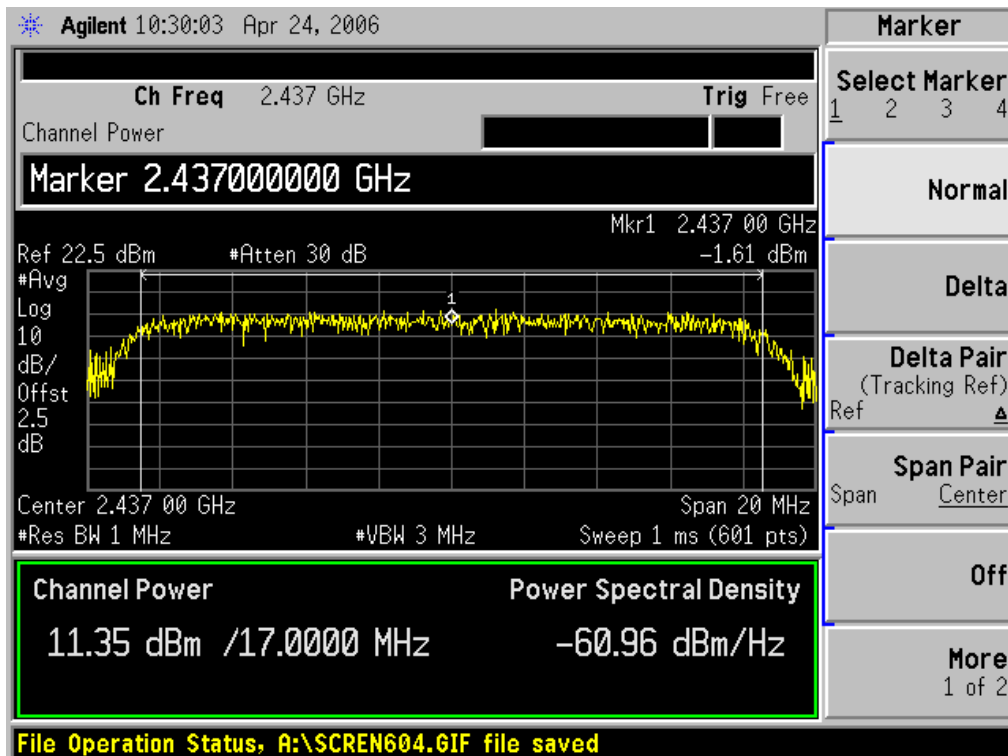 Agilent 10:30:03 Apr 24, 2006
Marker
Ch Freq 2.437 GHz
Trig Free
Channel Power
Marker 2.437000000 GHz
Mkr1 2.437 00 GHz
Ref 22.5 dBm #Atten 30 dB -1.61 dBm
#Avg
Log
10
dB/
Offst
2.5
dB
1
Center 2.437 00 GHz Span 20 MHz
#Res BW 1 MHz #VBW 3 MHz Sweep 1 ms (601 pts)
Channel Power
Power Spectral Density
11.35 dBm /17.0000 MHz
-60.96 dBm/Hz
Select Marker
1 2 3 4
Normal
Delta
Delta Pair
(Tracking Ref)
Ref Δ
Span Pair
Span Center
Off
More
1 of 2
File Operation Status, A:\SCREN604.GIF file saved